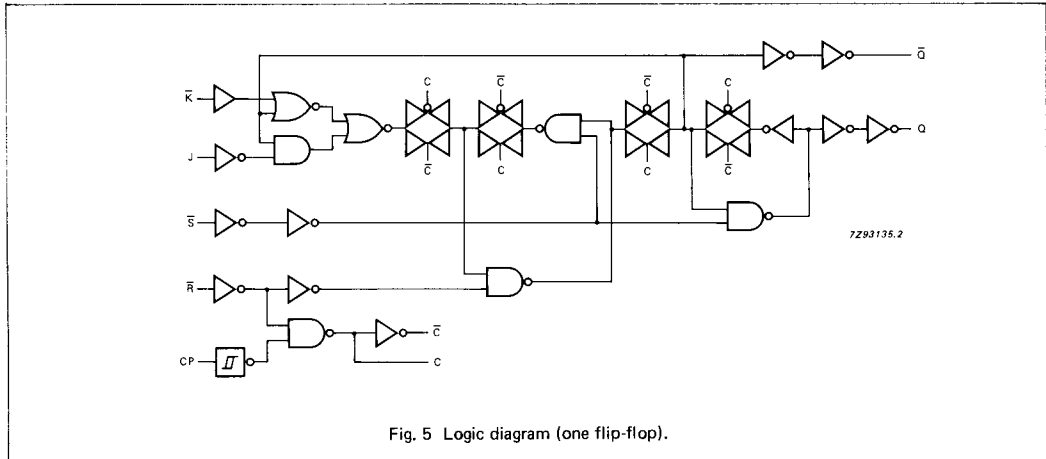 Q̅
C
C̅
C̅
C̅
K̅
Q
J
C̅
C
C
C̅
S̅
7Z93135.2
R̅
C̅
CP
C
Fig. 5 Logic diagram (one flip-flop).